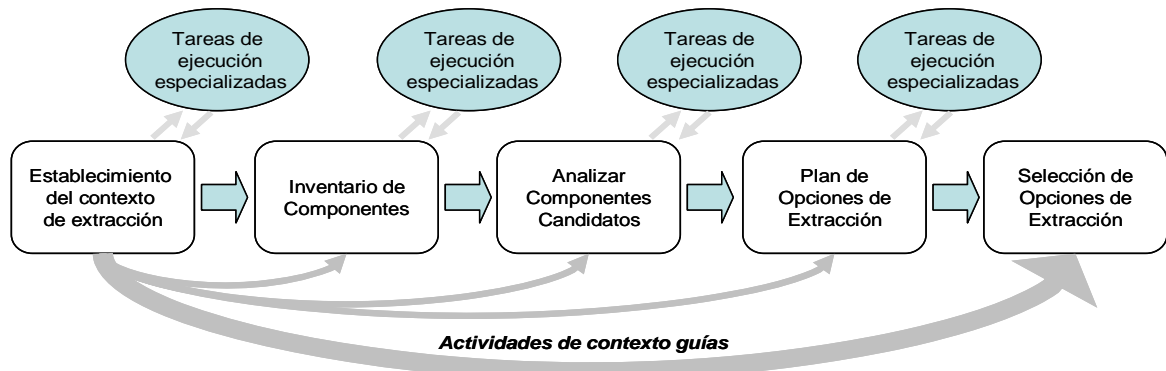 Tareas de
ejecución
especializadas
Tareas de
ejecución
especializadas
Tareas de
ejecución
especializadas
Tareas de
ejecución
especializadas
Establecimiento
del contexto
de extracción
Inventario de
Componentes
Analizar
Componentes
Candidatos
Plan de
Opciones de
Extracción
Selección de
Opciones de
Extracción
Actividades de contexto guías